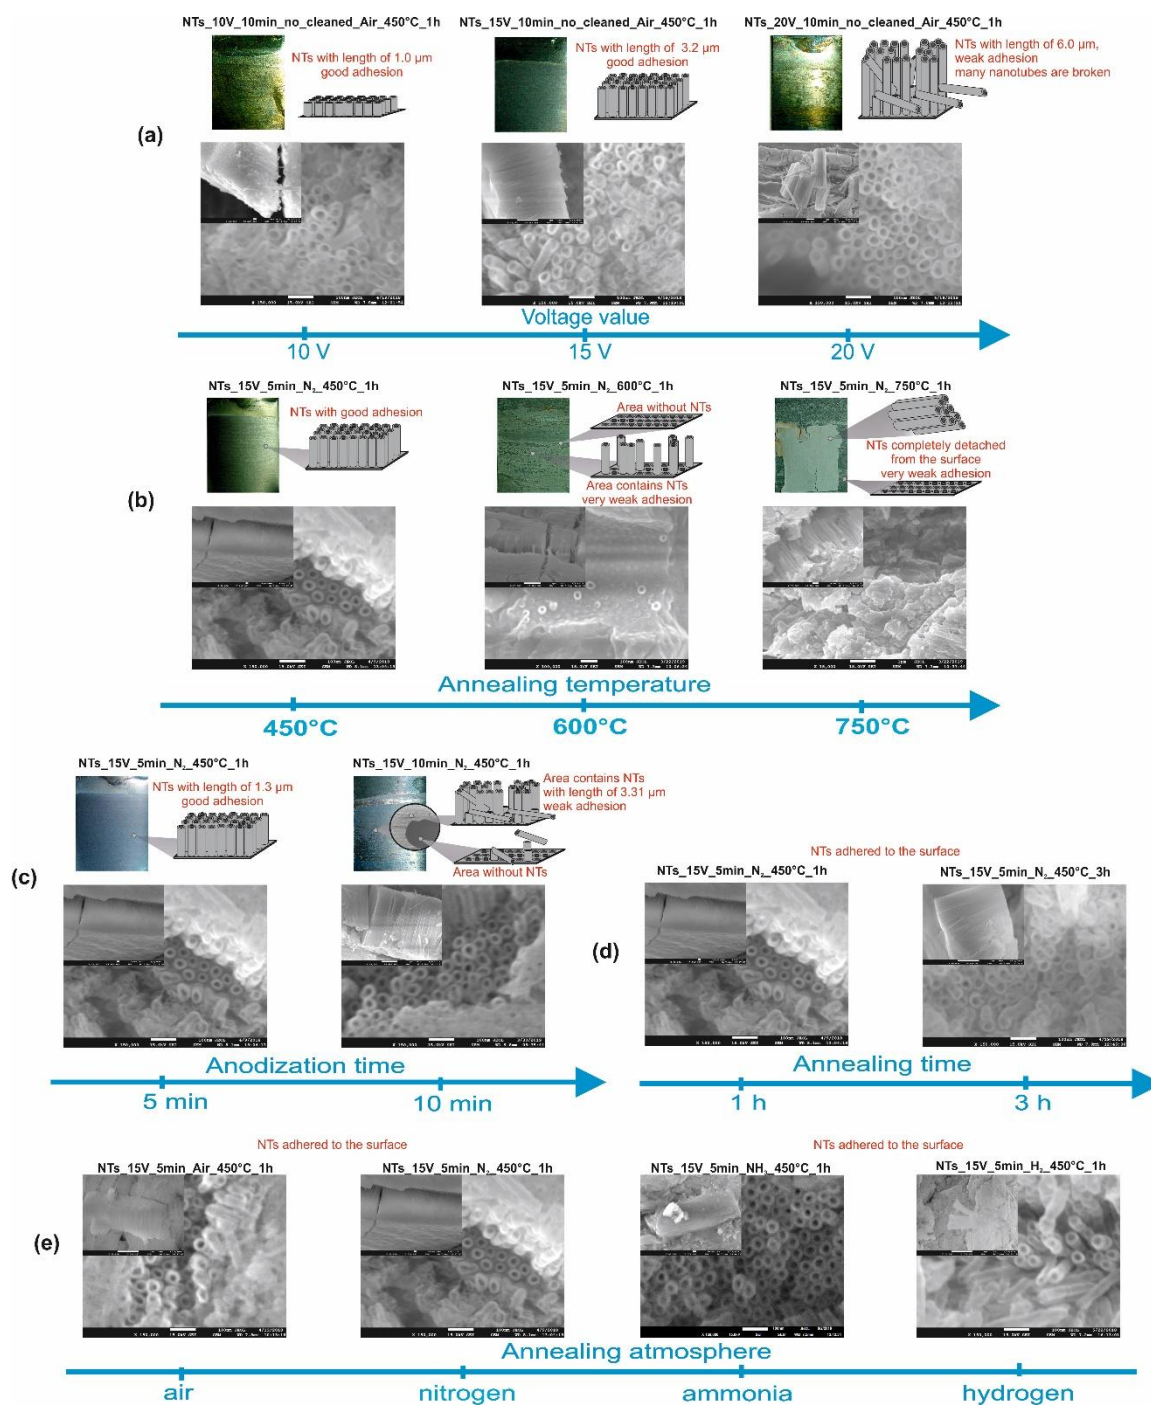 NTs_10V_10min_no_cleaned_Air_450°C_1h
NTs_15V_10min_no_cleaned_Air_450°C_1h
NTs_20V_10min_no_cleaned_Air_450°C_1h
NTs with length of 1.0 µm
good adhesion
NTs with length of 3.2 µm
good adhesion
NTs with length of 6.0 µm,
weak adhesion
many nanotubes are broken
(a)
Voltage value
10 V
15 V
20 V
NTs_15V_5min_N₂_450°C_1h
NTs_15V_5min_N₂_600°C_1h
NTs_15V_5min_N₂_750°C_1h
NTs with good adhesion
Area without NTs
Area contains NTs
very weak adhesion
NTs completely detached
from the surface
very weak adhesion
(b)
Annealing temperature
450°C
600°C
750°C
NTs_15V_5min_N₂_450°C_1h
NTs_15V_10min_N₂_450°C_1h
NTs with length of 1.3 µm
good adhesion
Area contains NTs
with length of 3.31 µm
weak adhesion
Area without NTs
(c)
Anodization time
5 min
10 min
NTs adhered to the surface
NTs_15V_5min_N₂_450°C_1h
NTs_15V_5min_N₂_450°C_3h
(d)
Annealing time
1 h
3 h
NTs adhered to the surface
NTs adhered to the surface
NTs_15V_5min_Air_450°C_1h
NTs_15V_5min_N₂_450°C_1h
NTs_15V_5min_NH₃_450°C_1h
NTs_15V_5min_H₂_450°C_1h
(e)
Annealing atmosphere
air
nitrogen
ammonia
hydrogen